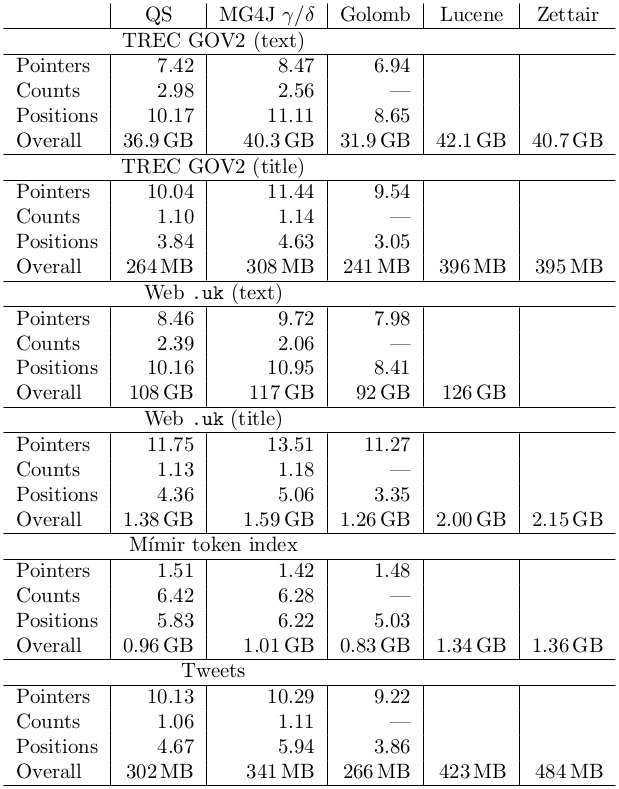 QS MG4J γ/δ Golomb Lucene Zettair
TREC GOV2 (text)
Pointers 7.42 8.47 6.94
Counts 2.98 2.56 —
Positions 10.17 11.11 8.65
Overall 36.9 GB 40.3 GB 31.9 GB 42.1 GB 40.7 GB
TREC GOV2 (title)
Pointers 10.04 11.44 9.54
Counts 1.10 1.14 —
Positions 3.84 4.63 3.05
Overall 264 MB 308 MB 241 MB 396 MB 395 MB
Web .uk (text)
Pointers 8.46 9.72 7.98
Counts 2.39 2.06 —
Positions 10.16 10.95 8.41
Overall 108 GB 117 GB 92 GB 126 GB
Web .uk (title)
Pointers 11.75 13.51 11.27
Counts 1.13 1.18 —
Positions 4.36 5.06 3.35
Overall 1.38 GB 1.59 GB 1.26 GB 2.00 GB 2.15 GB
Mímir token index
Pointers 1.51 1.42 1.48
Counts 6.42 6.28 —
Positions 5.83 6.22 5.03
Overall 0.96 GB 1.01 GB 0.83 GB 1.34 GB 1.36 GB
Tweets
Pointers 10.13 10.29 9.22
Counts 1.06 1.11 —
Positions 4.67 5.94 3.86
Overall 302 MB 341 MB 266 MB 423 MB 484 MB